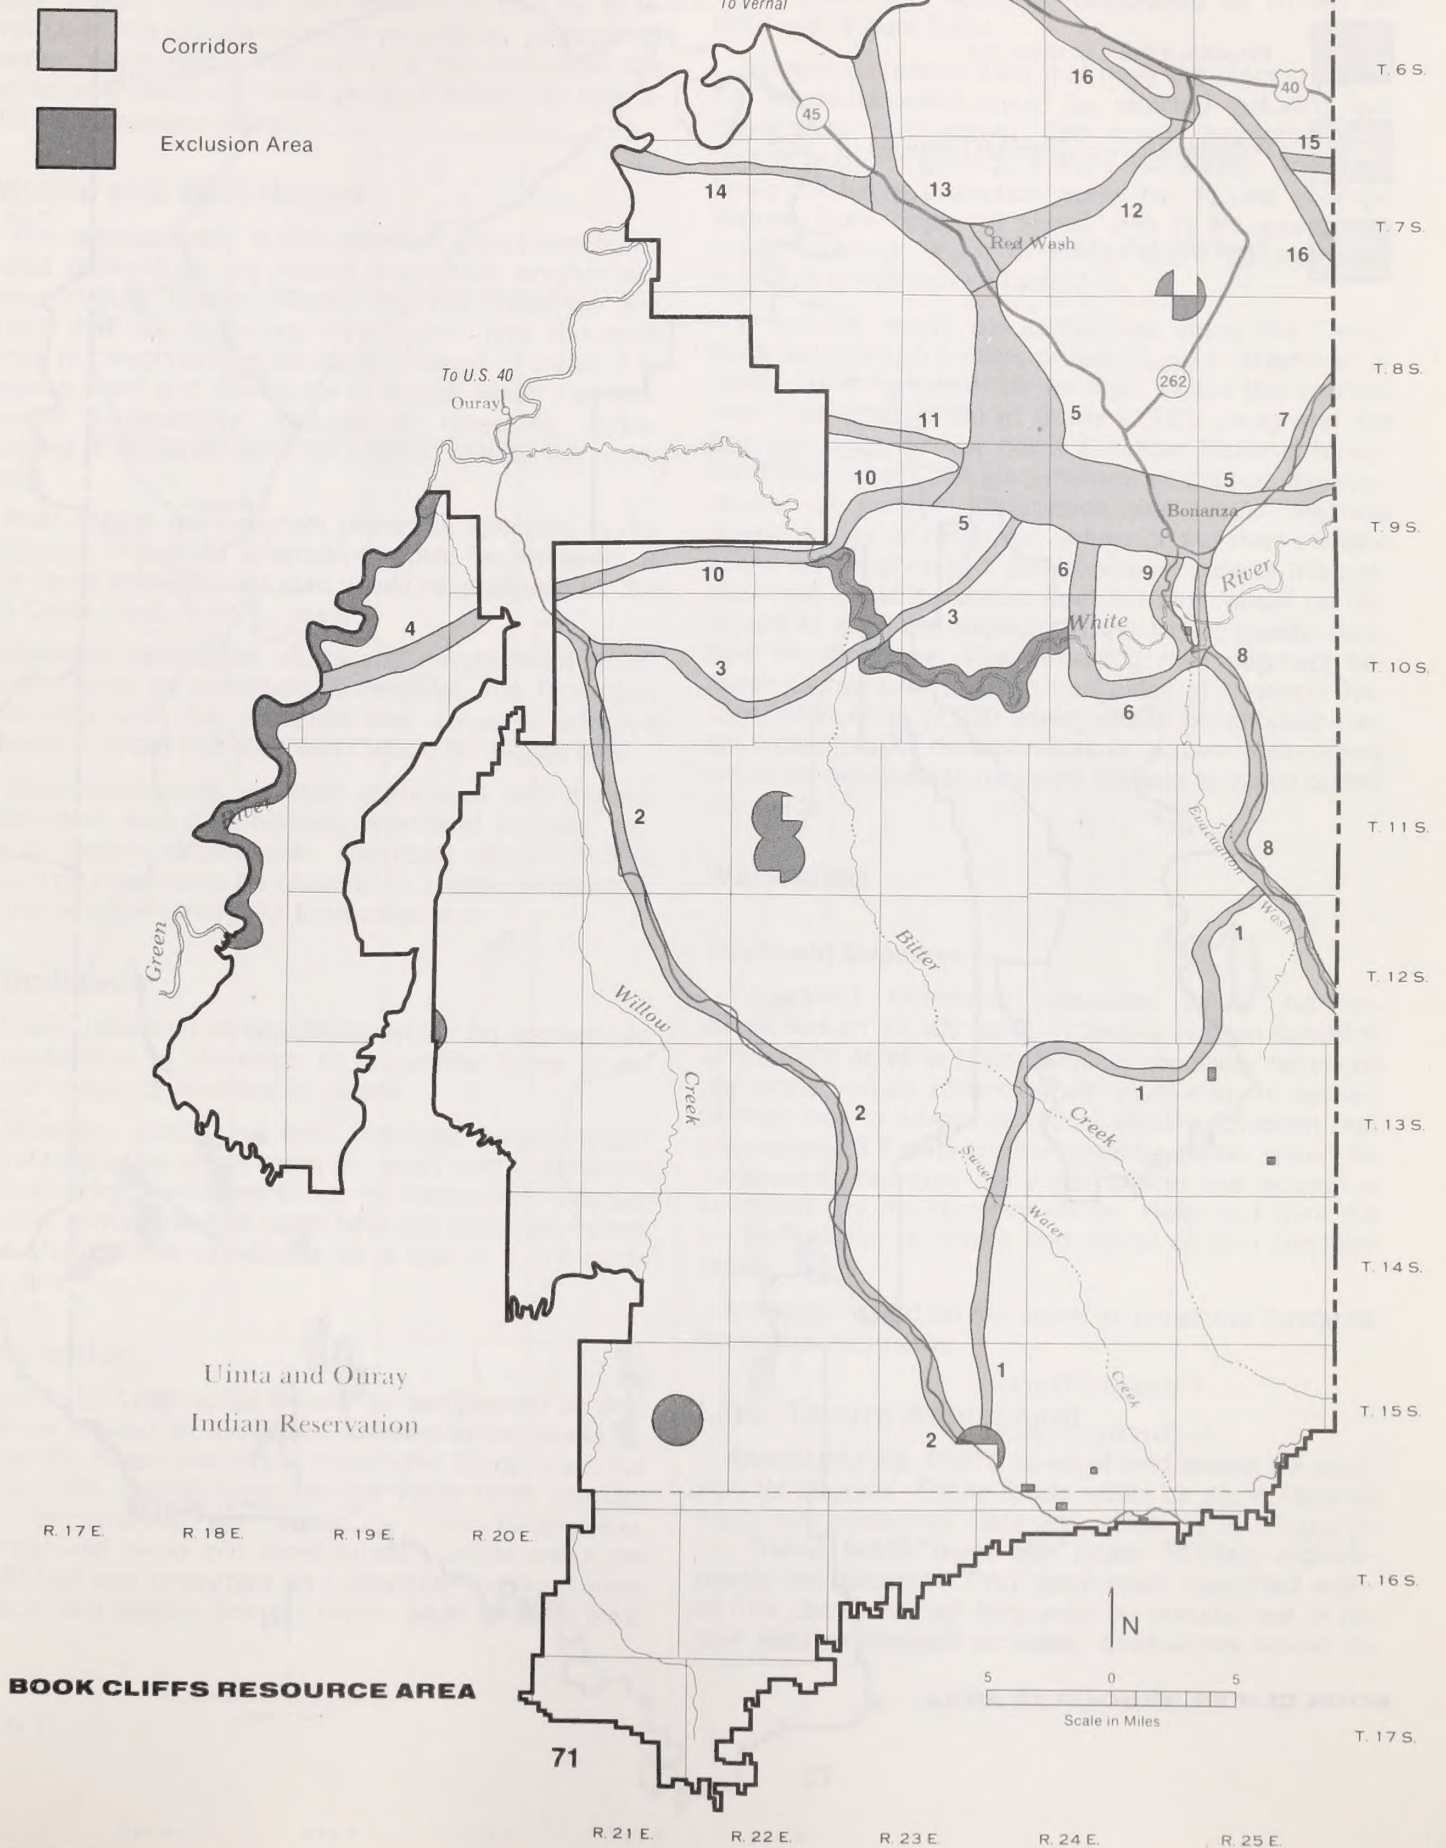 To Vernal
Corridors
Exclusion Area
16
40
T. 6 S.
45
15
14
13
12
Red Wash
16
T. 7 S.
To U.S. 40
Ouray
262
T. 8 S.
11
5
7
10
5
5
Bonanza
T. 9 S.
10
6
9
River
4
3
White
3
8
T. 10 S.
6
River
2
Evacuation
T. 11 S.
8
Green
Wash
1
Bitter
T. 12 S.
Willow
Creek
2
1
Creek
T. 13 S.
Sweet
Water
T. 14 S.
Uinta and Ouray
Indian Reservation
1
Creek
T. 15 S.
2
R. 17 E.
R. 18 E.
R. 19 E.
R. 20 E.
T. 16 S.
N
BOOK CLIFFS RESOURCE AREA
5
0
5
Scale in Miles
T. 17 S.
71
R. 21 E.
R. 22 E.
R. 23 E.
R. 24 E.
R. 25 E.